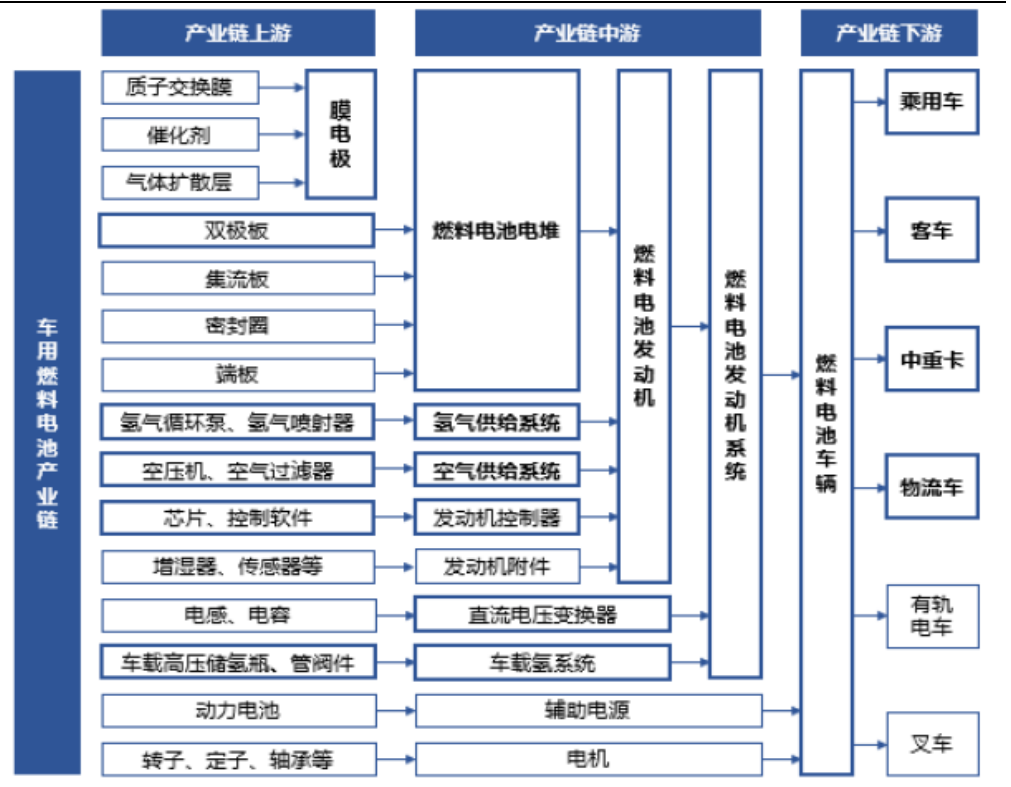 产业链上游
产业链中游
产业链下游
车用燃料电池产业链
质子交换膜
催化剂
气体扩散层
膜电极
双极板
集流板
密封圈
端板
氢气循环泵、氢气喷射器
空压机、空气过滤器
芯片、控制软件
增湿器、传感器等
电感、电容
车载高压储氢瓶、管阀件
动力电池
转子、定子、轴承等
燃料电池电堆
氢气供给系统
空气供给系统
发动机控制器
发动机附件
直流电压变换器
车载氢系统
辅助电源
电机
燃料电池发动机
燃料电池发动机系统
燃料电池车辆
乘用车
客车
中重卡
物流车
有轨
电车
叉车